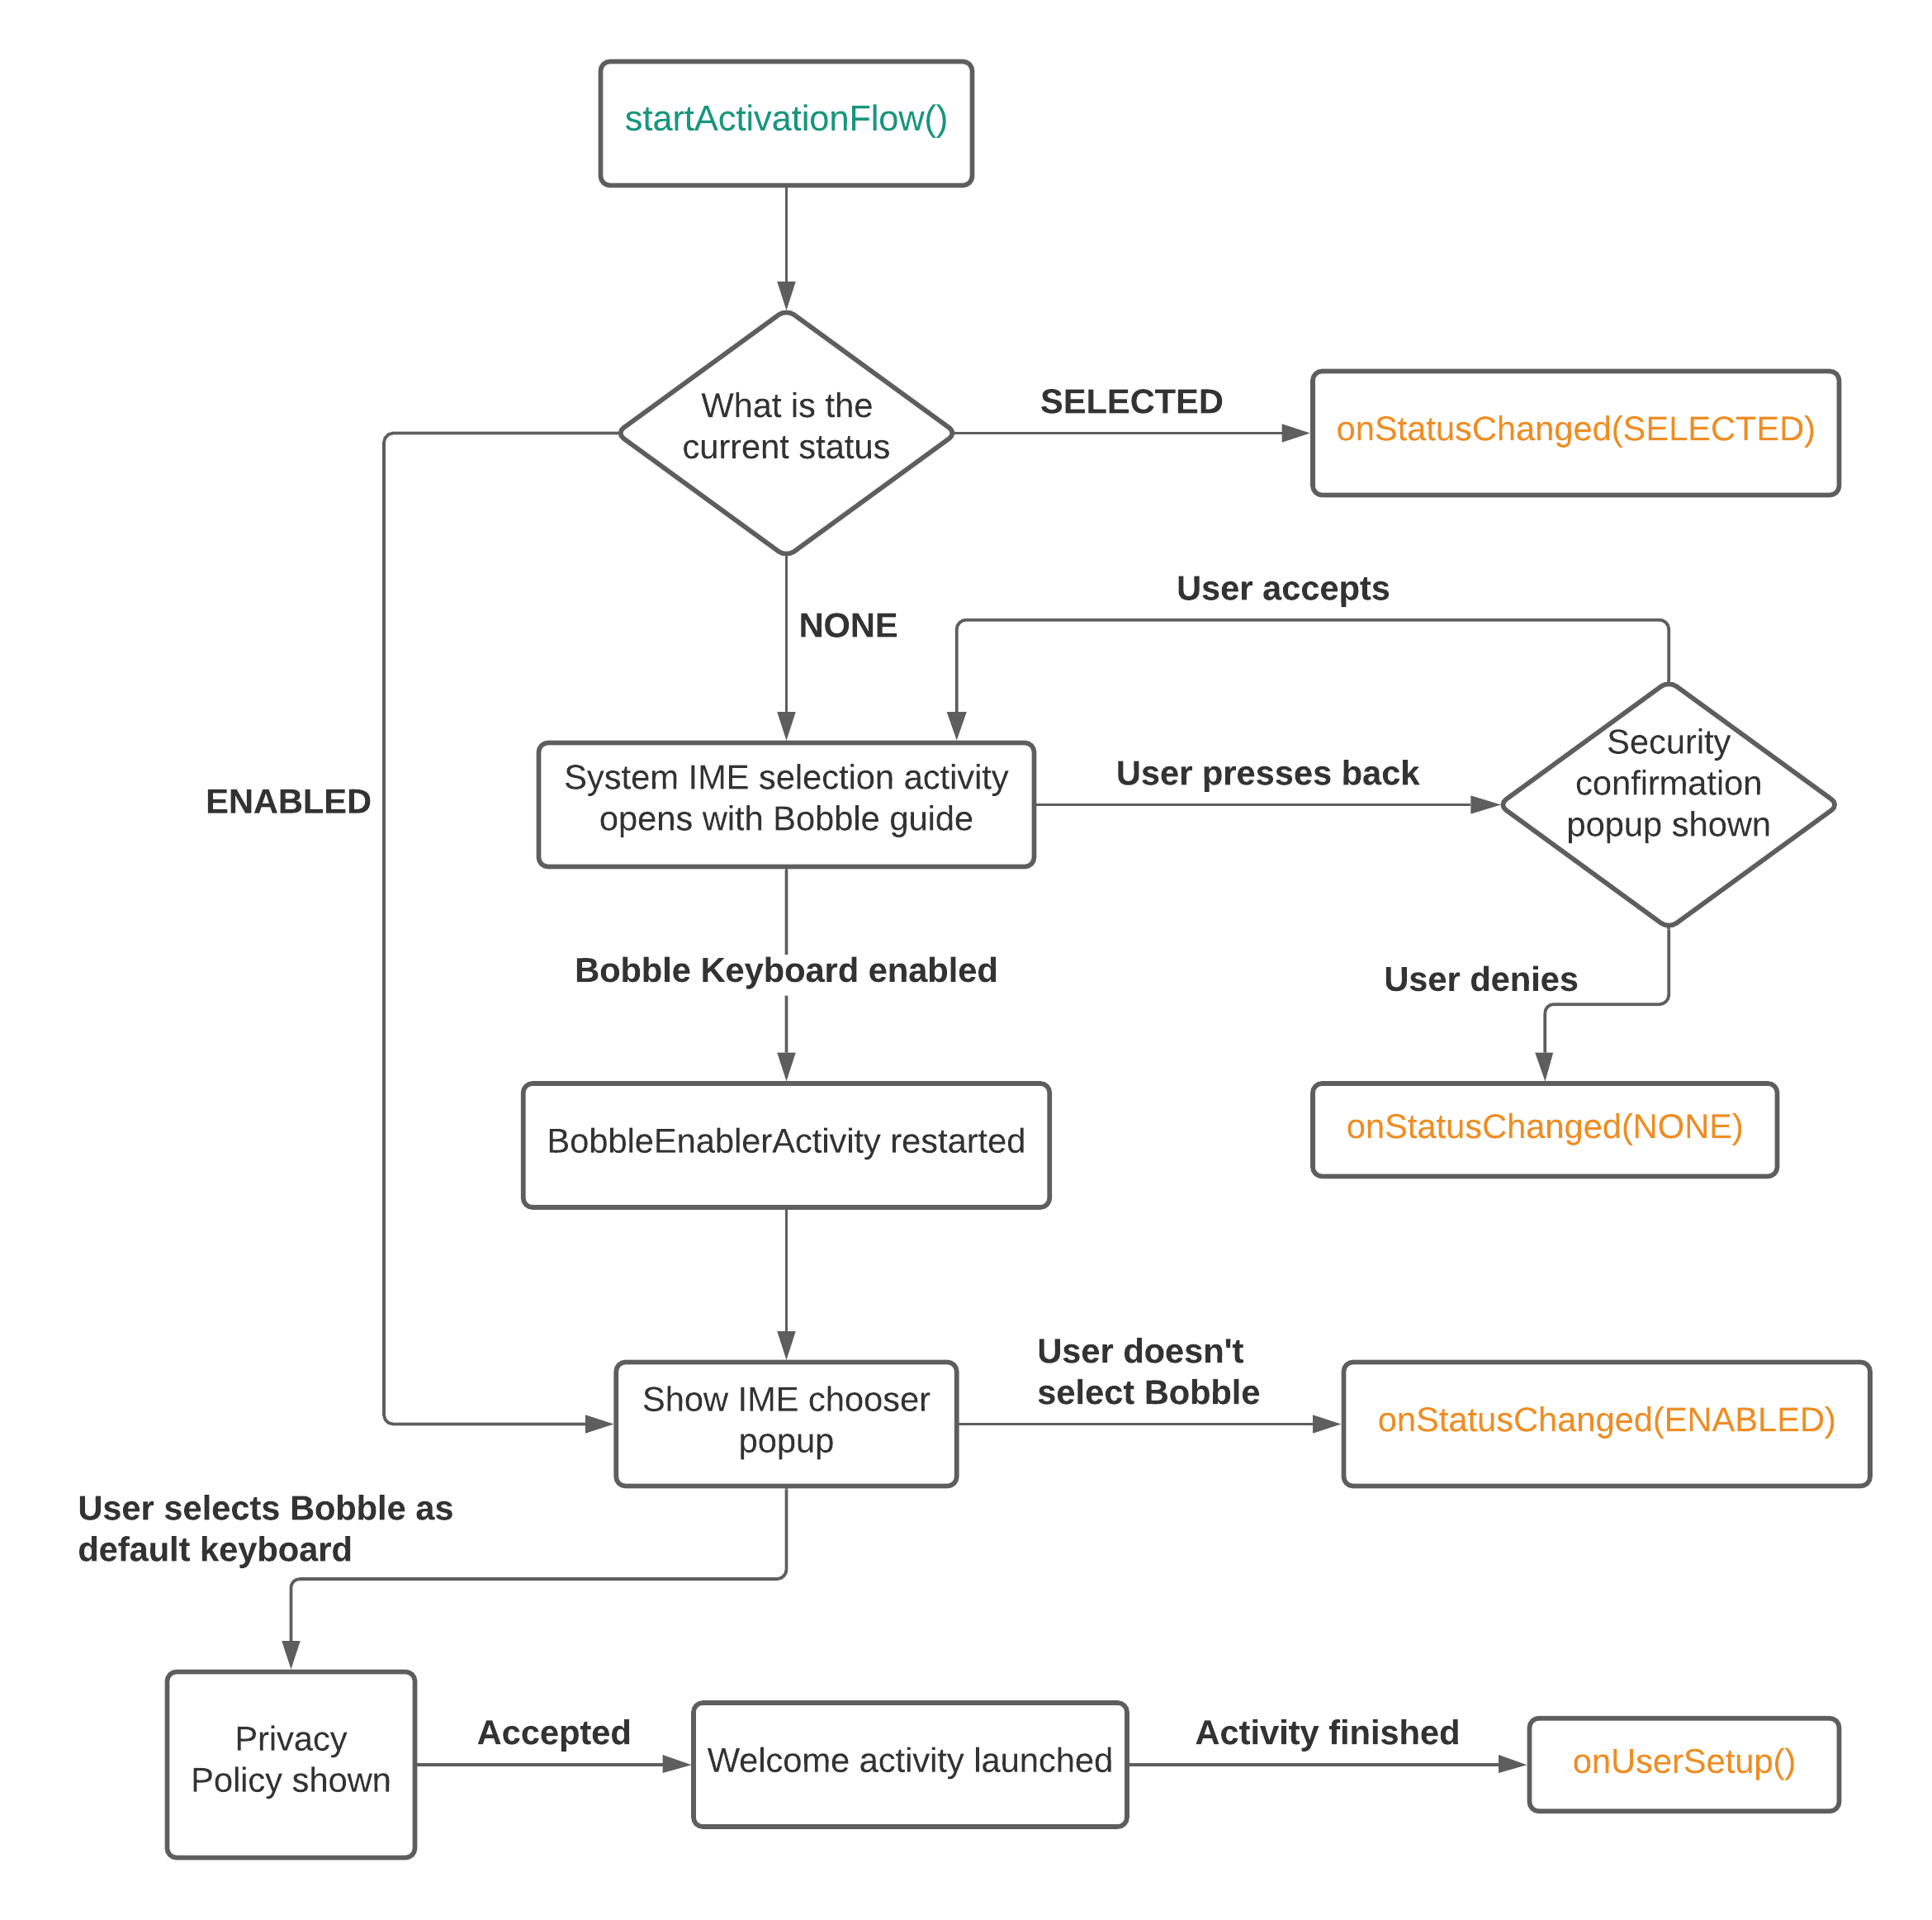 startActivationFlow()
What is the
current status
SELECTED
onStatusChanged(SELECTED)
User accepts
NONE
ENABLED
System IME selection activity
opens with Bobble guide
User presses back
Security
confirmation
popup shown
Bobble Keyboard enabled
User denies
BobbleEnablerActivity restarted
onStatusChanged(NONE)
Show IME chooser
popup
User doesn't
select Bobble
onStatusChanged(ENABLED)
User selects Bobble as
default keyboard
Privacy
Policy shown
Accepted
Welcome activity launched
Activity finished
onUserSetup()